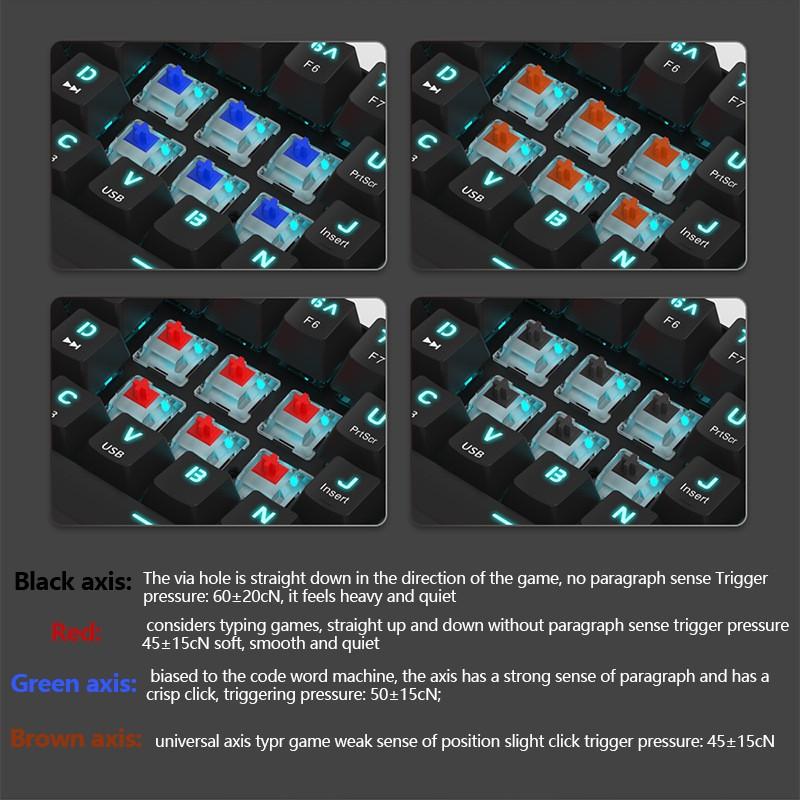 6A
D
F6
F7
C
U
V
PrtScr
USB
B
J
Insert
N
6A
D
F6
F7
C
U
V
PrtScr
USB
B
J
Insert
N
6A
D
F6
F7
C
U
V
PrtScr
USB
B
J
Insert
N
6A
D
F6
F7
C
U
V
PrtScr
USB
B
J
Insert
N
Black axis: The via hole is straight down in the direction of the game, no paragraph sense Trigger
pressure: 60±20cN, it feels heavy and quiet
Red: considers typing games, straight up and down without paragraph sense trigger pressure
45±15cN soft, smooth and quiet
Green axis: biased to the code word machine, the axis has a strong sense of paragraph and has a
crisp click, triggering pressure: 50±15cN;
Brown axis: universal axis typr game weak sense of position slight click trigger pressure: 45±15cN